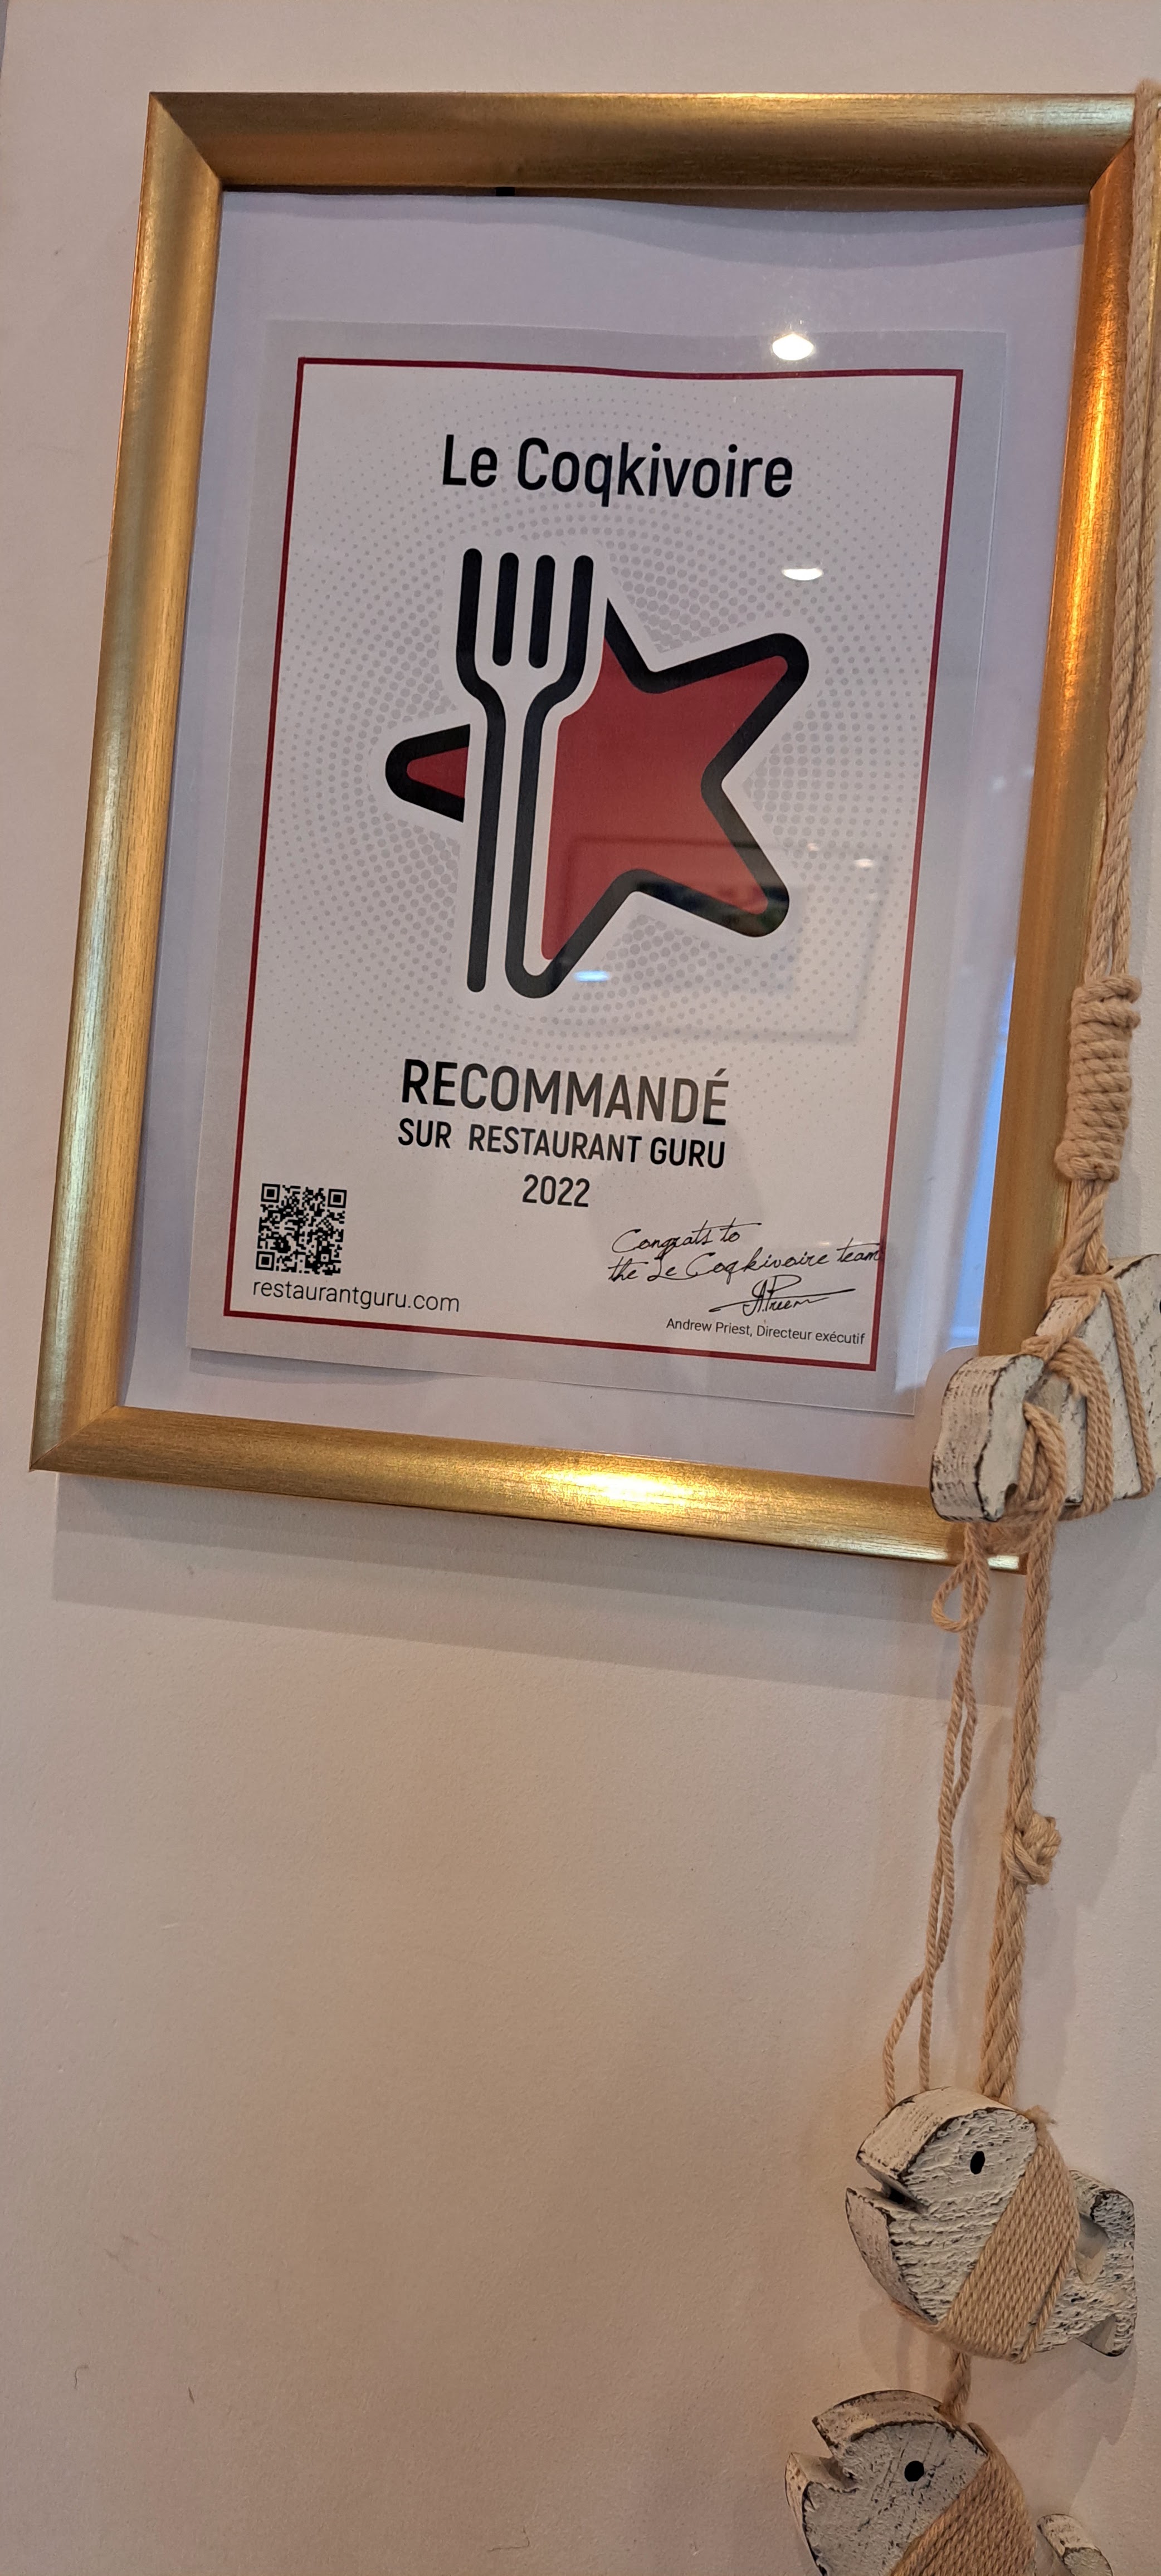 Le Coqkivoire
RECOMMANDÉ
SUR RESTAURANT GURU
2022
restaurantguru.com
Congrats to
the Le Coqkivoire team
Andrew Priest, Directeur exécutif